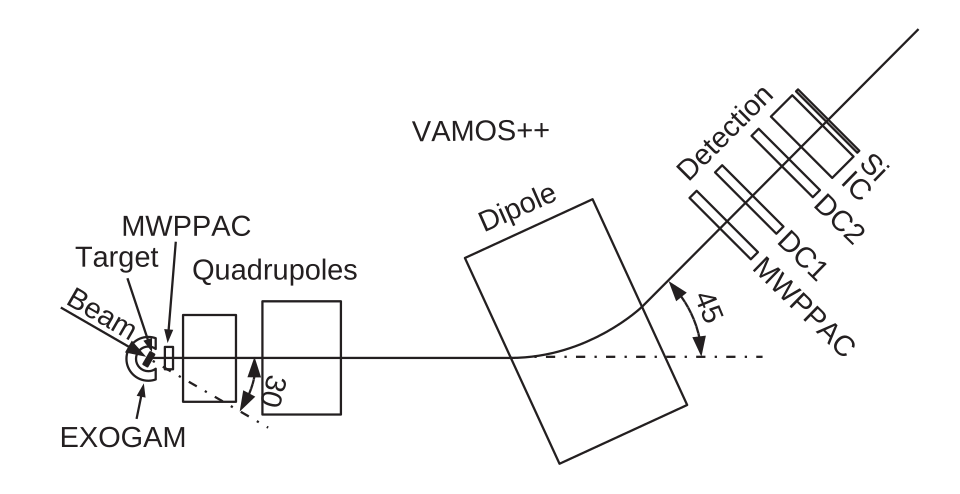 VAMOS++
Detection
Si
IC
DC2
DC1
MWPPAC
Dipole
45
MWPPAC
Target
Quadrupoles
Beam
30
EXOGAM